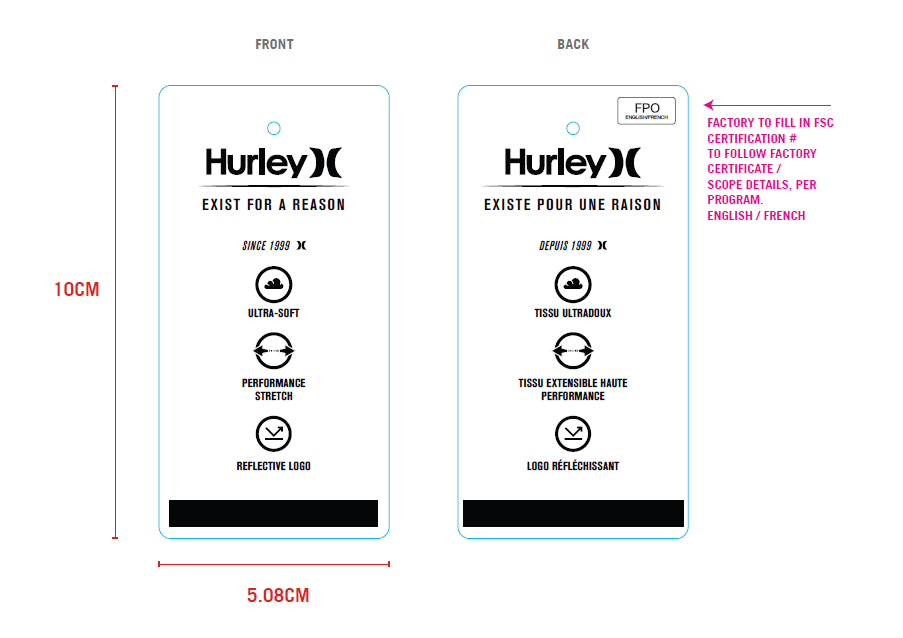 FRONT
BACK
FPO
ENGLISH/FRENCH
Hurley
EXIST FOR A REASON
SINCE 1999
ULTRA-SOFT
PERFORMANCE
STRETCH
REFLECTIVE LOGO
Hurley
EXISTE POUR UNE RAISON
DEPUIS 1999
TISSU ULTRADOUX
TISSU EXTENSIBLE HAUTE
PERFORMANCE
LOGO RÉFLÉCHISSANT
FACTORY TO FILL IN FSC
CERTIFICATION #
TO FOLLOW FACTORY
CERTIFICATE /
SCOPE DETAILS, PER
PROGRAM.
ENGLISH / FRENCH
10CM
5.08CM